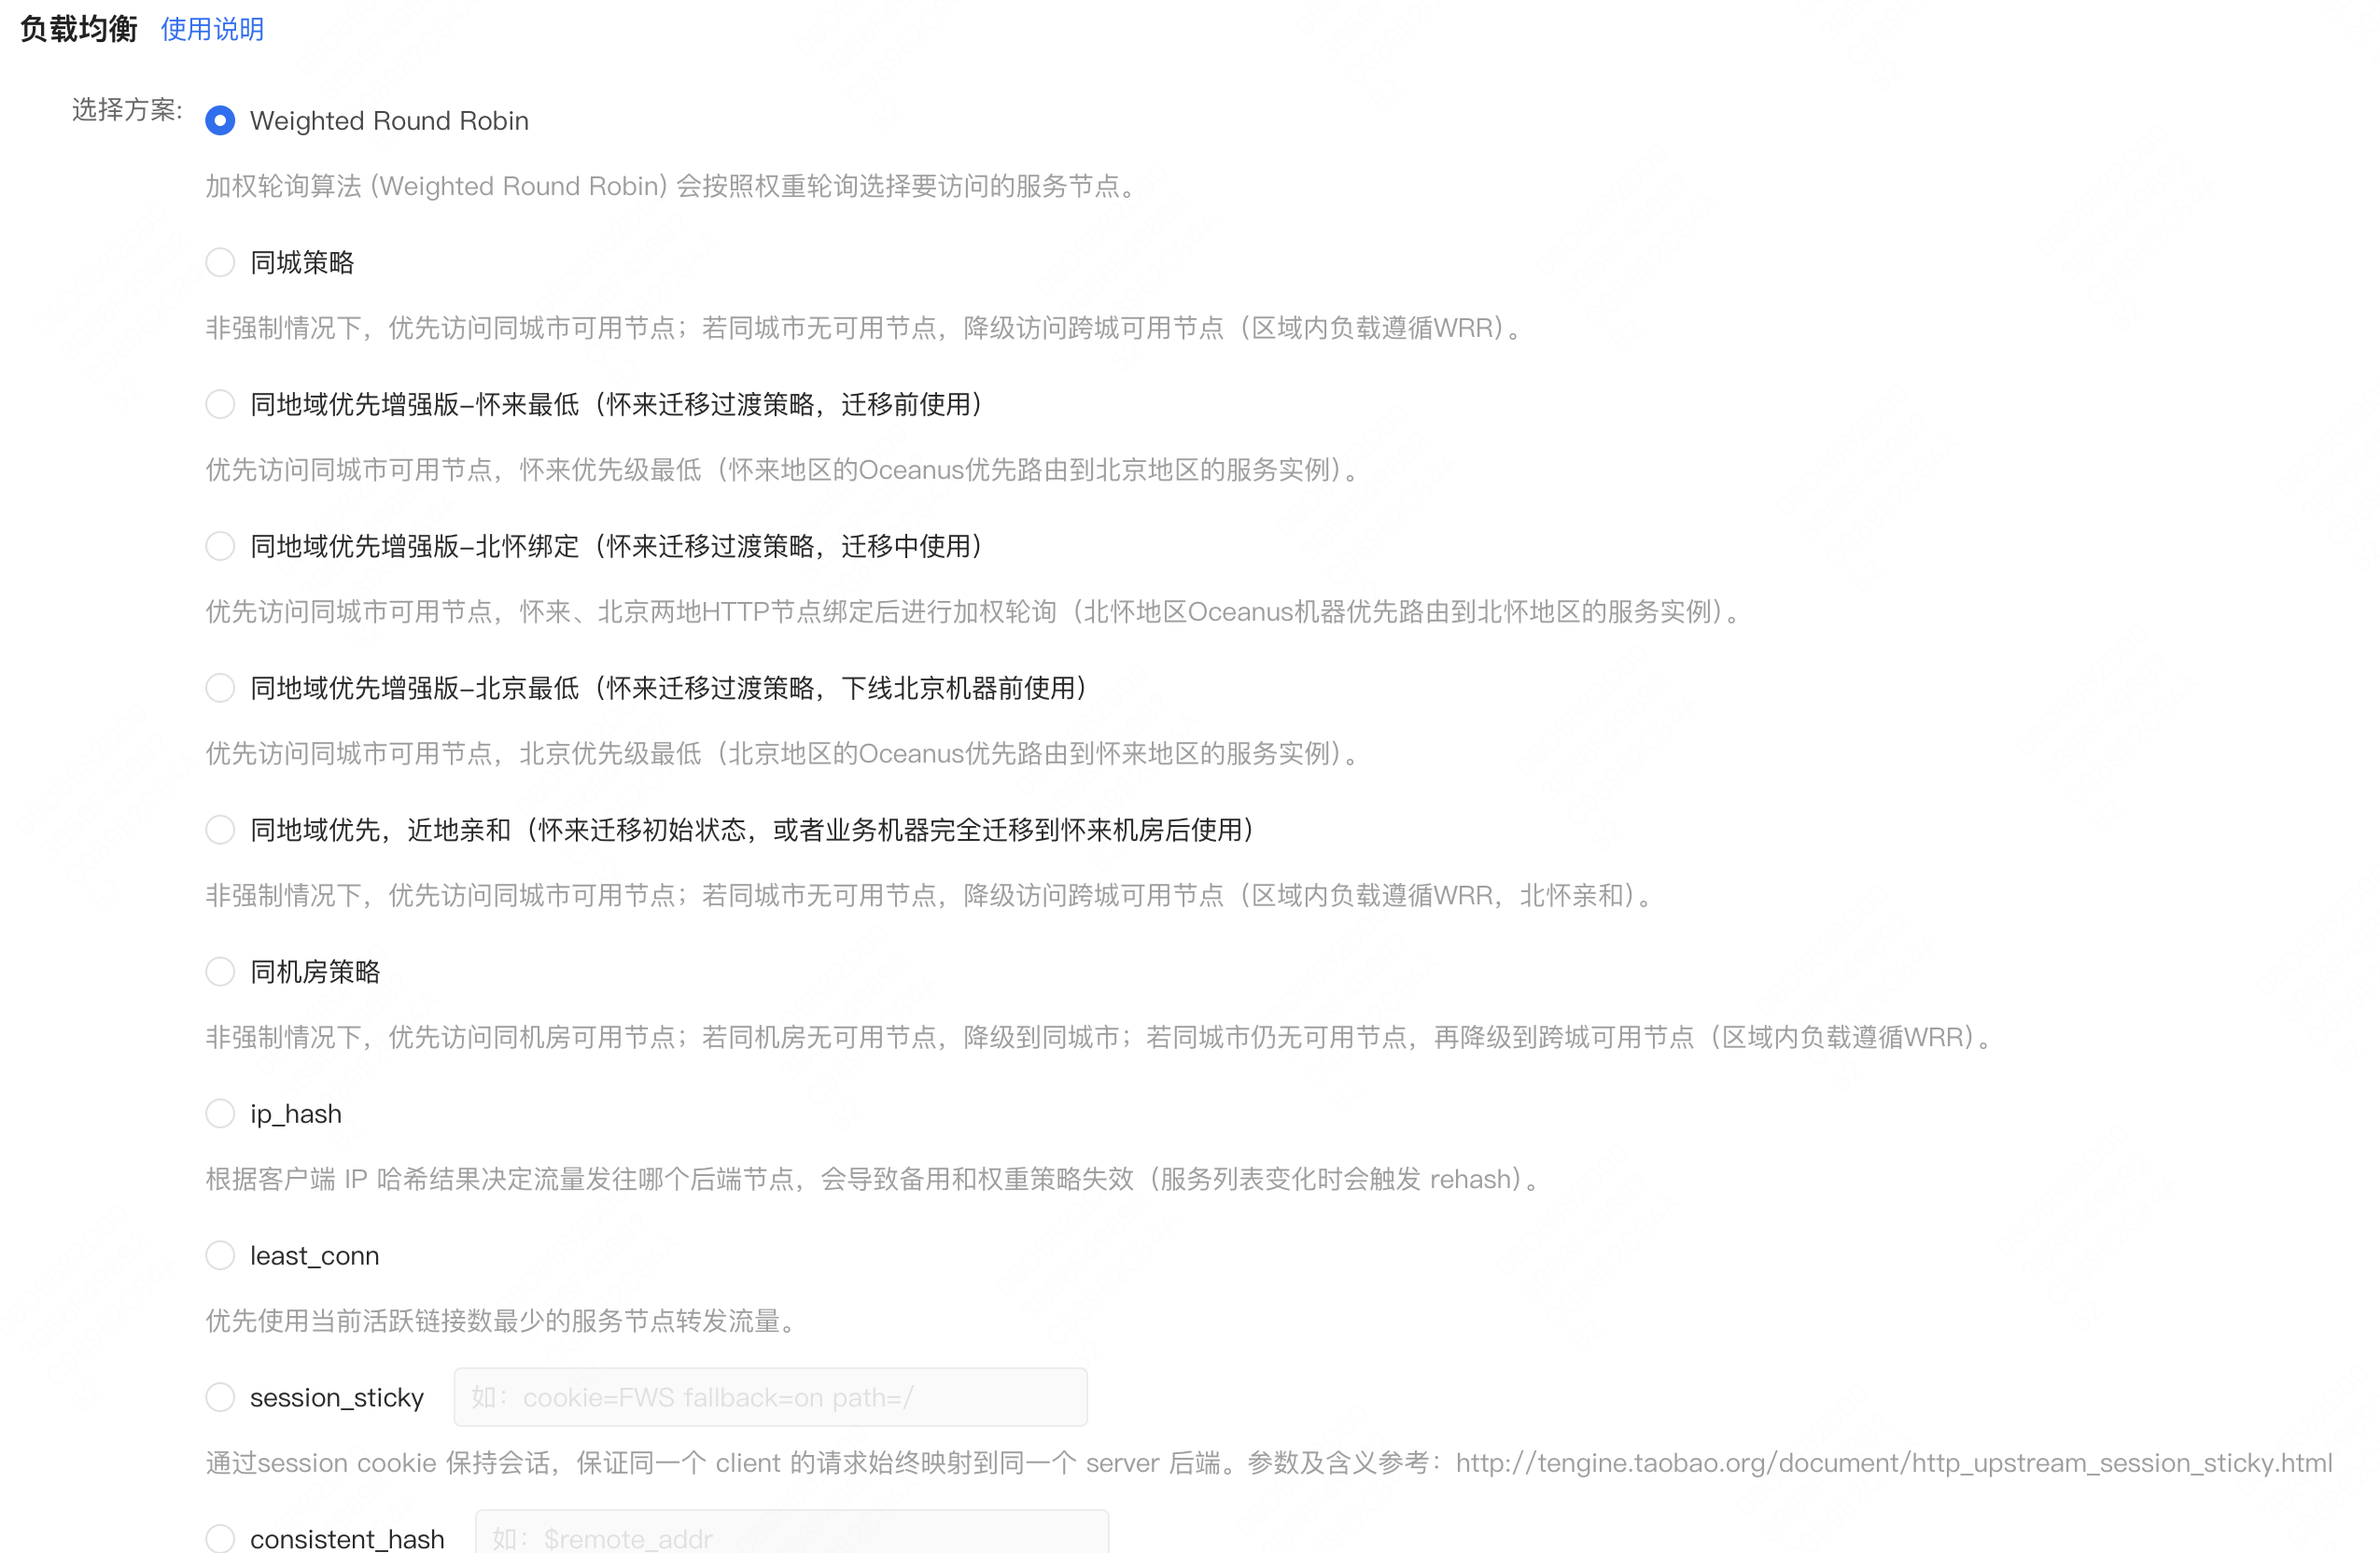 负载均衡 使用说明
选择方案: Weighted Round Robin
加权轮询算法 (Weighted Round Robin) 会按照权重轮询选择要访问的服务节点。
同城策略
非强制情况下，优先访问同城市可用节点；若同城市无可用节点，降级访问跨城可用节点（区域内负载遵循WRR）。
同地域优先增强版-怀来最低（怀来迁移过渡策略，迁移前使用）
优先访问同城市可用节点，怀来优先级最低（怀来地区的Oceanus优先路由到北京地区的服务实例）。
同地域优先增强版-北怀绑定（怀来迁移过渡策略，迁移中使用）
优先访问同城市可用节点，怀来、北京两地HTTP节点绑定后进行加权轮询（北怀地区Oceanus机器优先路由到北怀地区的服务实例）。
同地域优先增强版-北京最低（怀来迁移过渡策略，下线北京机器前使用）
优先访问同城市可用节点，北京优先级最低（北京地区的Oceanus优先路由到怀来地区的服务实例）。
同地域优先，近地亲和（怀来迁移初始状态，或者业务机器完全迁移到怀来机房后使用）
非强制情况下，优先访问同城市可用节点；若同城市无可用节点，降级访问跨城可用节点（区域内负载遵循WRR，北怀亲和）。
同机房策略
非强制情况下，优先访问同机房可用节点；若同机房无可用节点，降级到同城市；若同城市仍无可用节点，再降级到跨城可用节点（区域内负载遵循WRR）。
ip_hash
根据客户端 IP 哈希结果决定流量发往哪个后端节点，会导致备用和权重策略失效（服务列表变化时会触发 rehash）。
least_conn
优先使用当前活跃链接数最少的服务节点转发流量。
session_sticky 如：cookie=FWS fallback=on path=/
通过session cookie 保持会话，保证同一个 client 的请求始终映射到同一个 server 后端。参数及含义参考：http://tengine.taobao.org/document/http_upstream_session_sticky.html
consistent_hash 如：$remote_addr